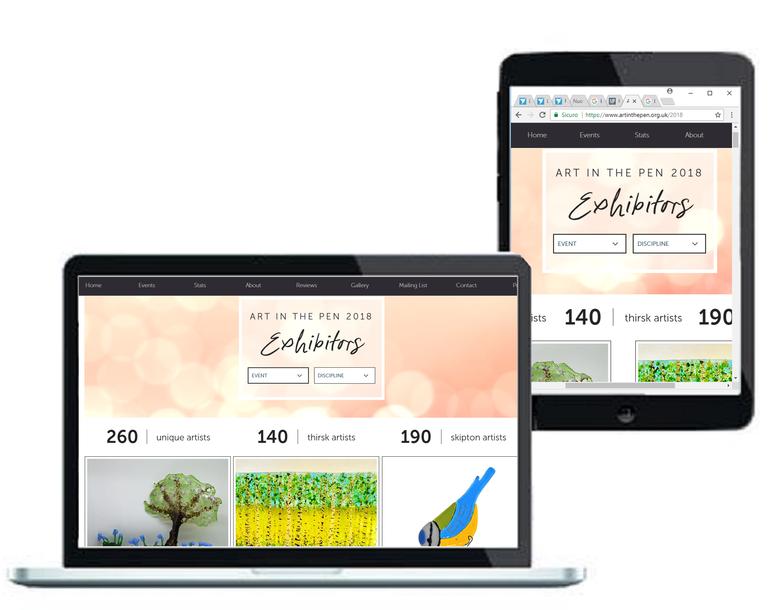 Sicuro https://www.artinthepen.org.uk/2018
Home Events Stats About
ART IN THE PEN 2018
Exhibitors
EVENT DISCIPLINE
ists 140 thirsk artists 190
Home Events Stats About Reviews Gallery Mailing List Contact
ART IN THE PEN 2018
Exhibitors
EVENT DISCIPLINE
260 unique artists 140 thirsk artists 190 skipton artists